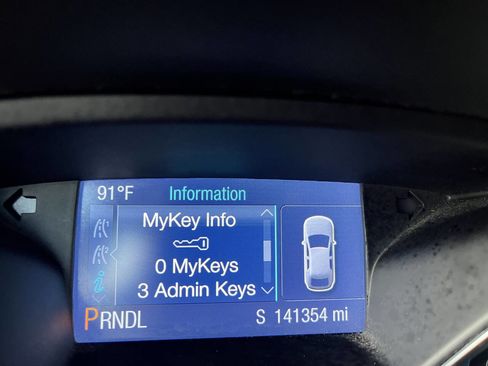 91°F Information
MyKey Info
0 MyKeys
3 Admin Keys
PRNDL S 141354 mi